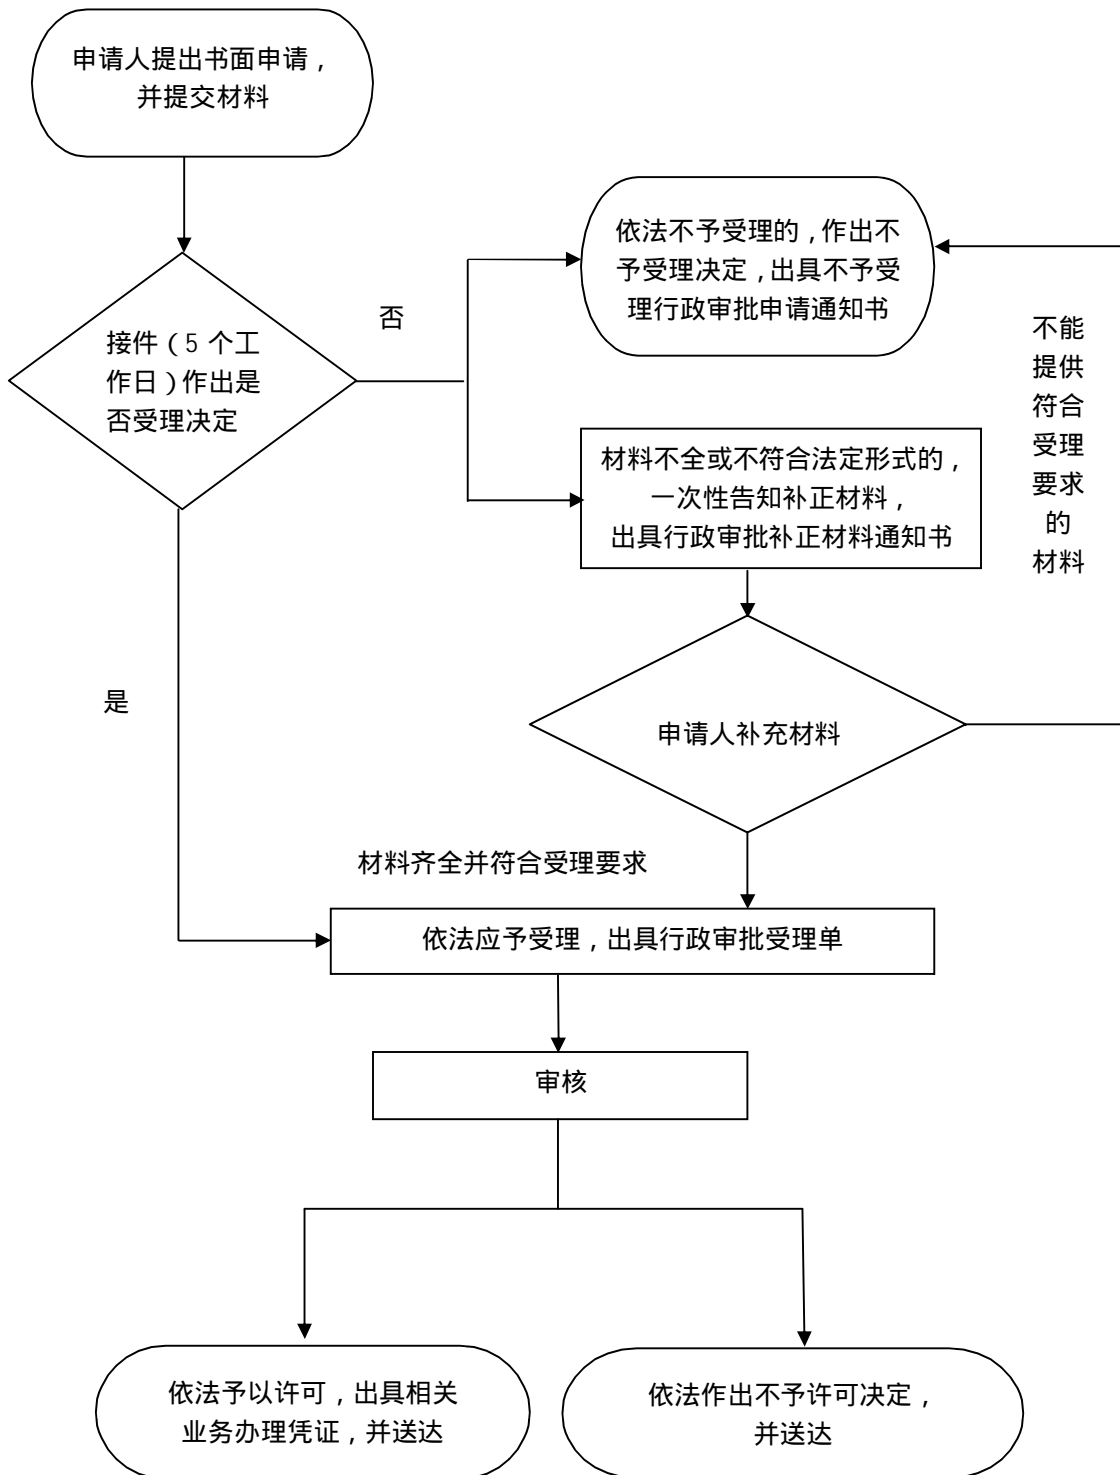 申请人提出书面申请，
并提交材料
依法不予受理的，作出不
予受理决定，出具不予受
理行政审批申请通知书
否
接件（5 个工
作日）作出是
否受理决定
不能
提供
符合
受理
要求
的
材料
材料不全或不符合法定形式的，
一次性告知补正材料，
出具行政审批补正材料通知书
是
申请人补充材料
材料齐全并符合受理要求
依法应予受理，出具行政审批受理单
审核
依法予以许可，出具相关
业务办理凭证，并送达
依法作出不予许可决定，
并送达